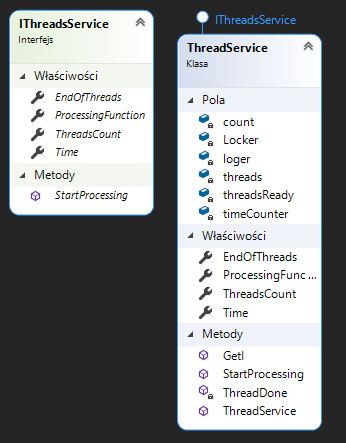 IThreadsService
Interfejs
Właściwości
EndOfThreads
ProcessingFunction
ThreadsCount
Time
Metody
StartProcessing
IThreadsService
ThreadService
Klasa
Pola
count
Locker
loger
threads
threadsReady
timeCounter
Właściwości
EndOfThreads
ProcessingFunc ...
ThreadsCount
Time
Metody
GetI
StartProcessing
ThreadDone
ThreadService